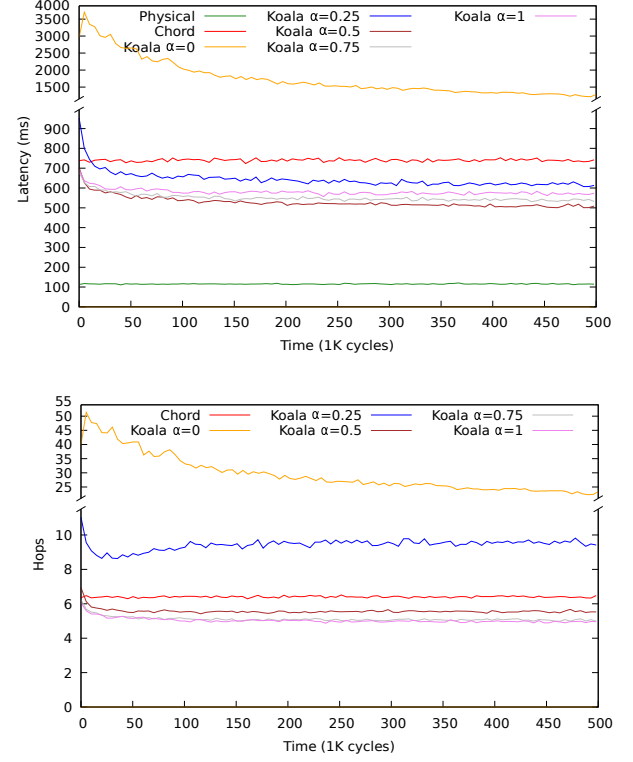 4000
3500
3000
2500
2000
1500
900
800
700
600
500
400
300
200
100
0
Latency (ms)
Physical
Chord
Koala α=0
Koala α=0.25
Koala α=0.5
Koala α=0.75
Koala α=1
0 50 100 150 200 250 300 350 400 450 500
Time (1K cycles)
55
50
45
40
35
30
25
10
8
6
4
2
0
Hops
Chord
Koala α=0
Koala α=0.25
Koala α=0.5
Koala α=0.75
Koala α=1
0 50 100 150 200 250 300 350 400 450 500
Time (1K cycles)